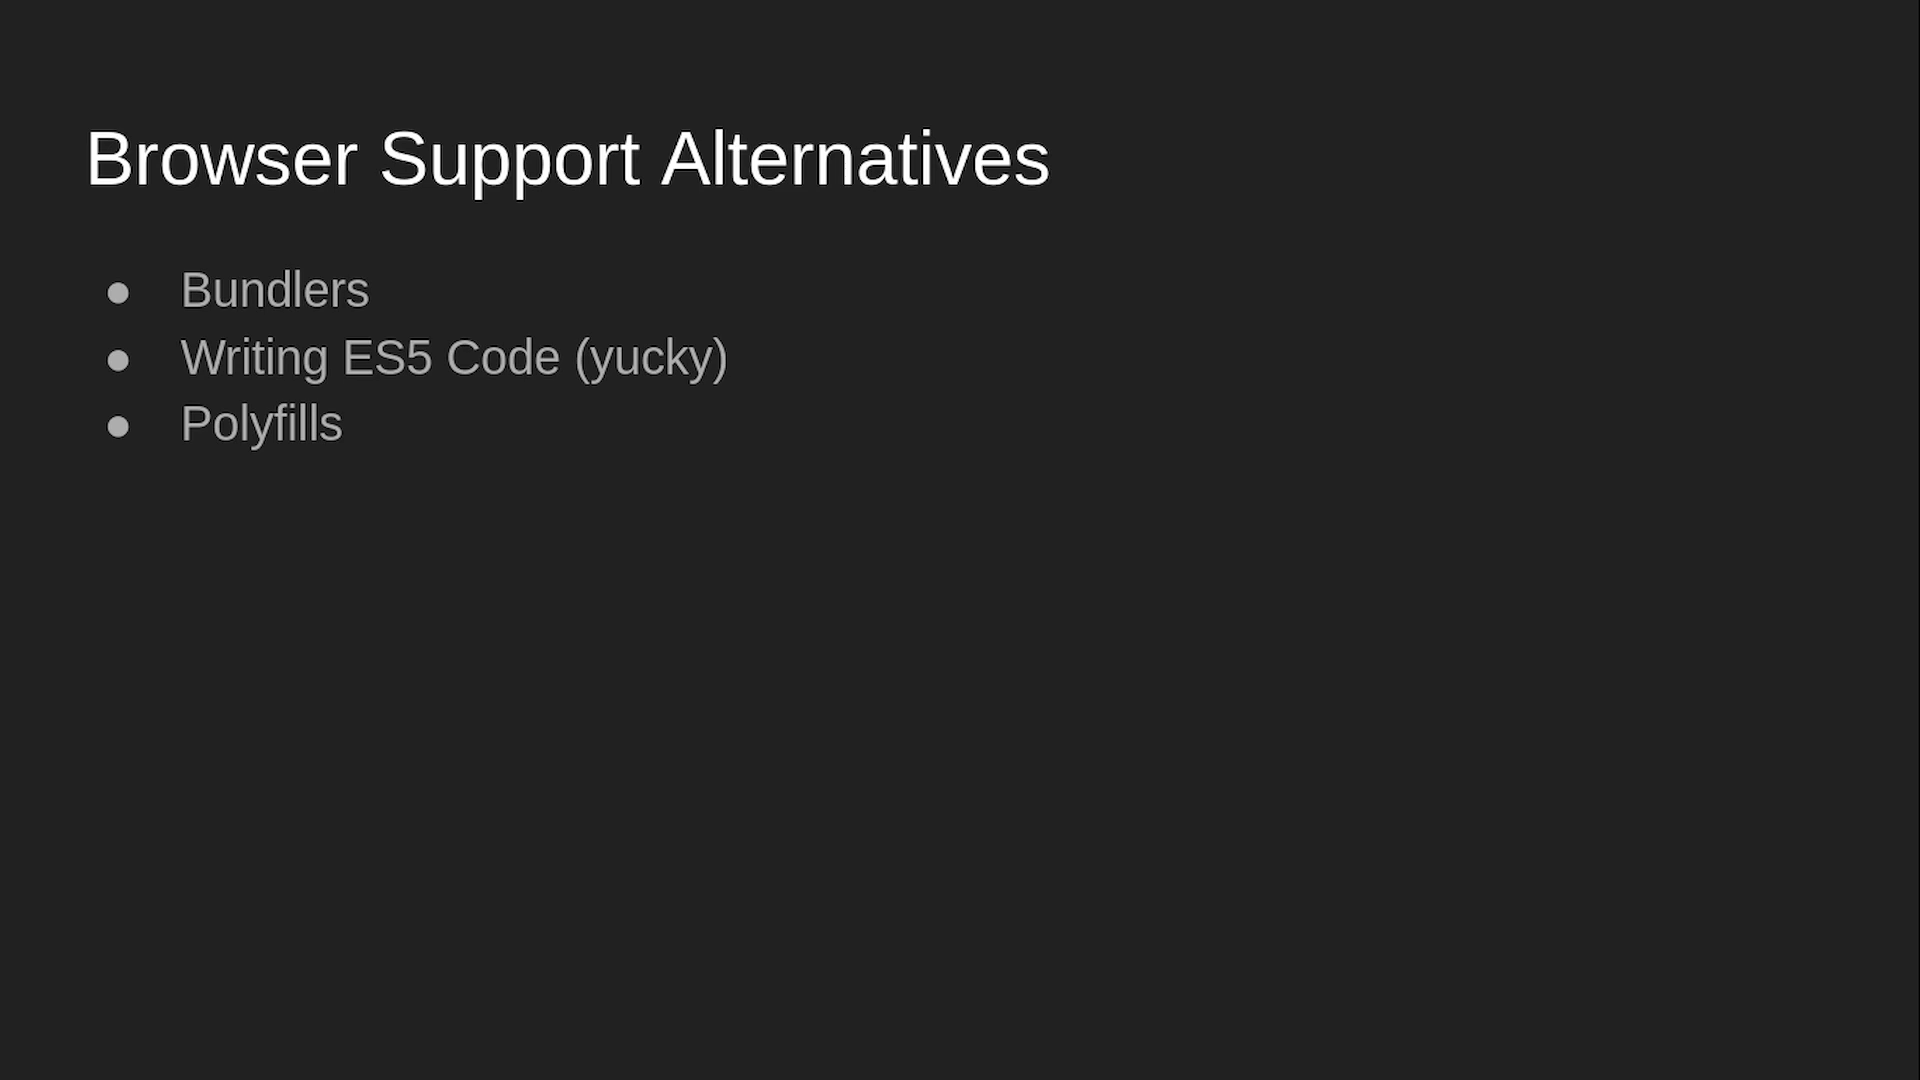 Browser Support Alternatives
● Bundlers
● Writing ES5 Code (yucky)
● Polyfills